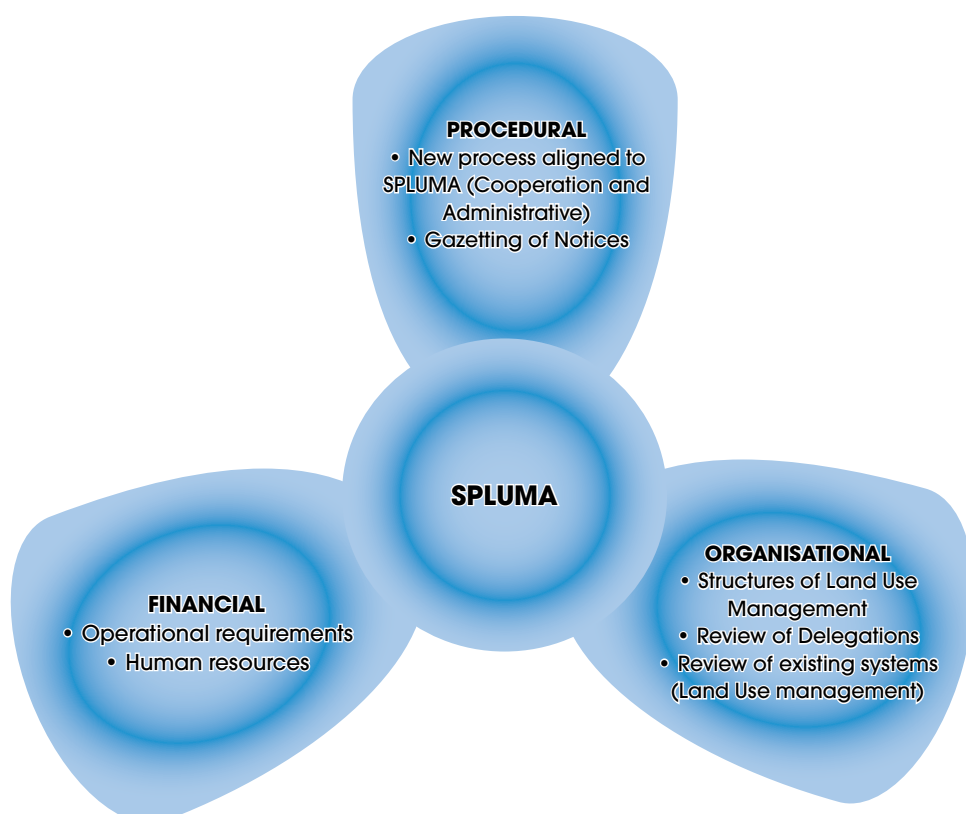 PROCEDURAL
• New process aligned to
SPLUMA (Cooperation and
Administrative)
• Gazetting of Notices
SPLUMA
FINANCIAL
• Operational requirements
• Human resources
ORGANISATIONAL
• Structures of Land Use
Management
• Review of Delegations
• Review of existing systems
(Land Use management)